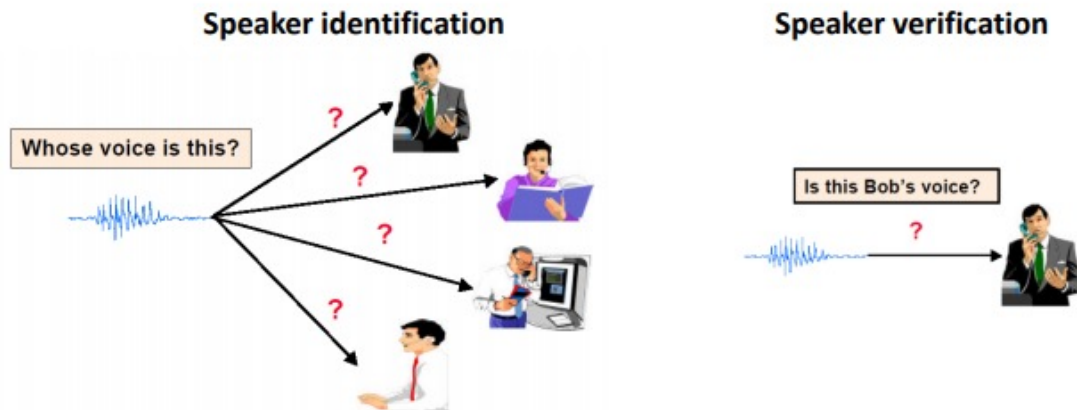 Speaker identification
Whose voice is this?
?
?
?
?
Speaker verification
Is this Bob's voice?
?